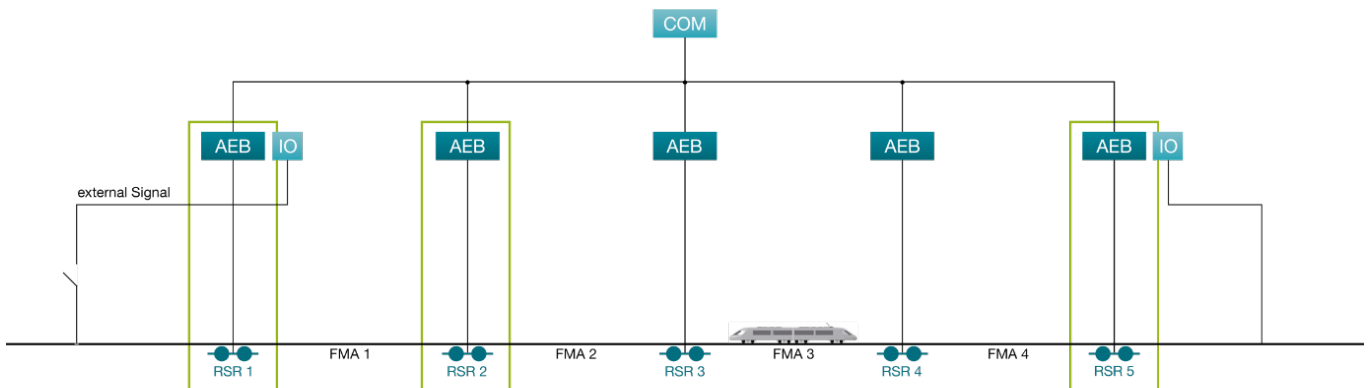 COM
AEB
IO
AEB
AEB
AEB
AEB
IO
external Signal
FMA 1
FMA 2
FMA 3
FMA 4
RSR 1
RSR 2
RSR 3
RSR 4
RSR 5